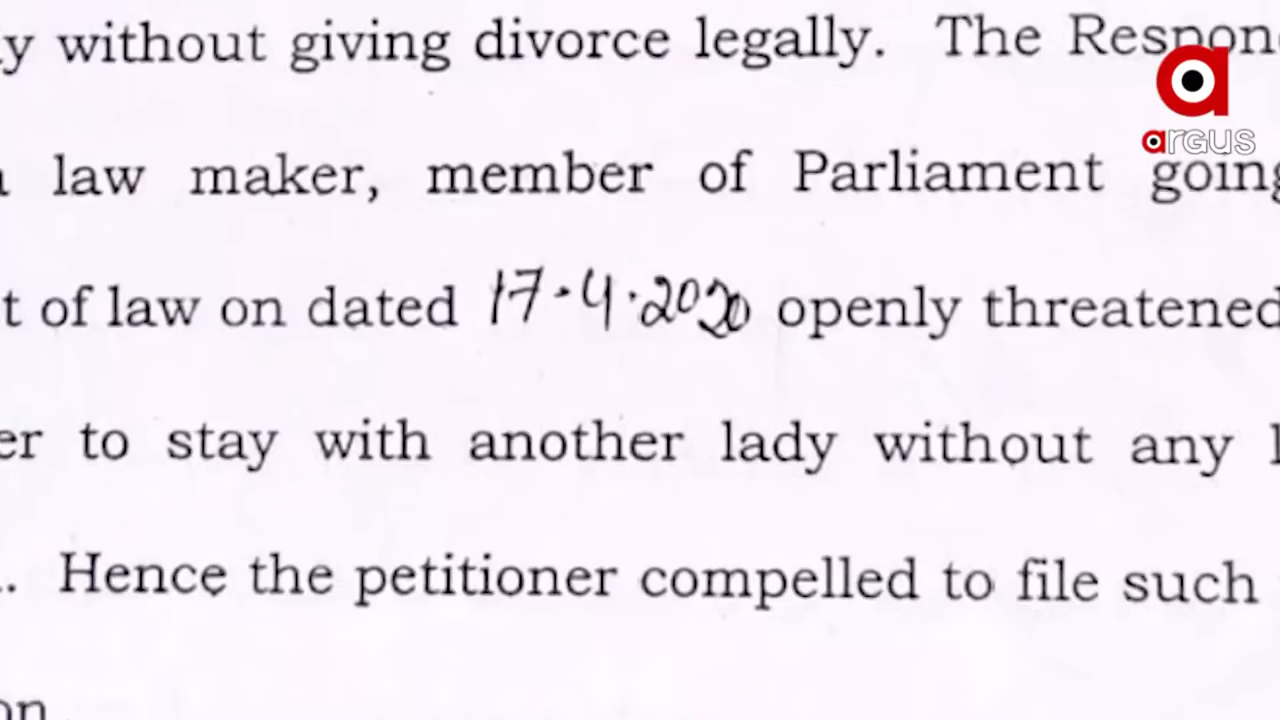 y without giving divorce legally. The Respon
law maker, member of Parliament going
t of law on dated 17.4.2020 openly threatened
er to stay with another lady without any
. Hence the petitioner compelled to file such
on.
argus